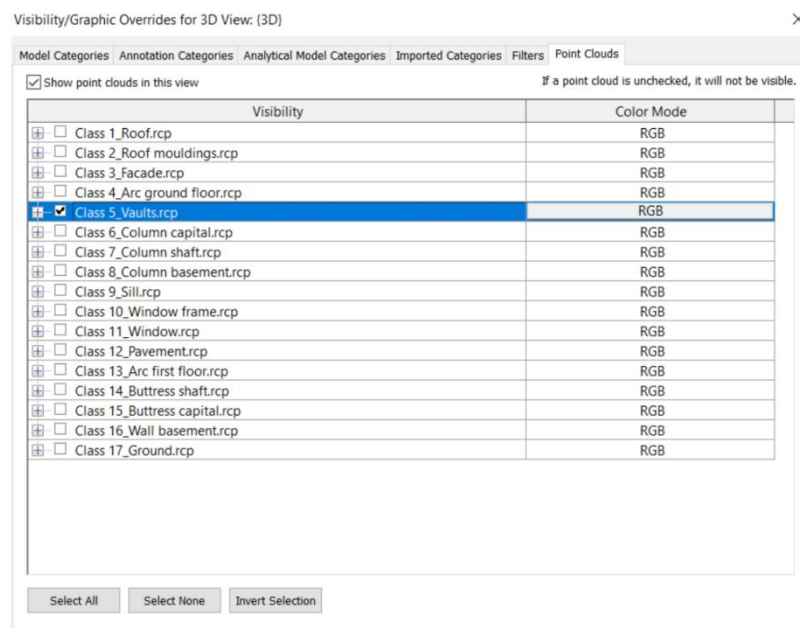 Visibility/Graphic Overrides for 3D View: {3D}
Model Categories Annotation Categories Analytical Model Categories Imported Categories Filters Point Clouds
Show point clouds in this view If a point cloud is unchecked, it will not be visible.
Visibility Color Mode
Class 1_Roof.rcp RGB
Class 2_Roof mouldings.rcp RGB
Class 3_Facade.rcp RGB
Class 4_Arc ground floor.rcp RGB
Class 5_Vaults.rcp RGB
Class 6_Column capital.rcp RGB
Class 7_Column shaft.rcp RGB
Class 8_Column basement.rcp RGB
Class 9_Sill.rcp RGB
Class 10_Window frame.rcp RGB
Class 11_Window.rcp RGB
Class 12_Pavement.rcp RGB
Class 13_Arc first floor.rcp RGB
Class 14_Buttress shaft.rcp RGB
Class 15_Buttress capital.rcp RGB
Class 16_Wall basement.rcp RGB
Class 17_Ground.rcp RGB
Select All Select None Invert Selection